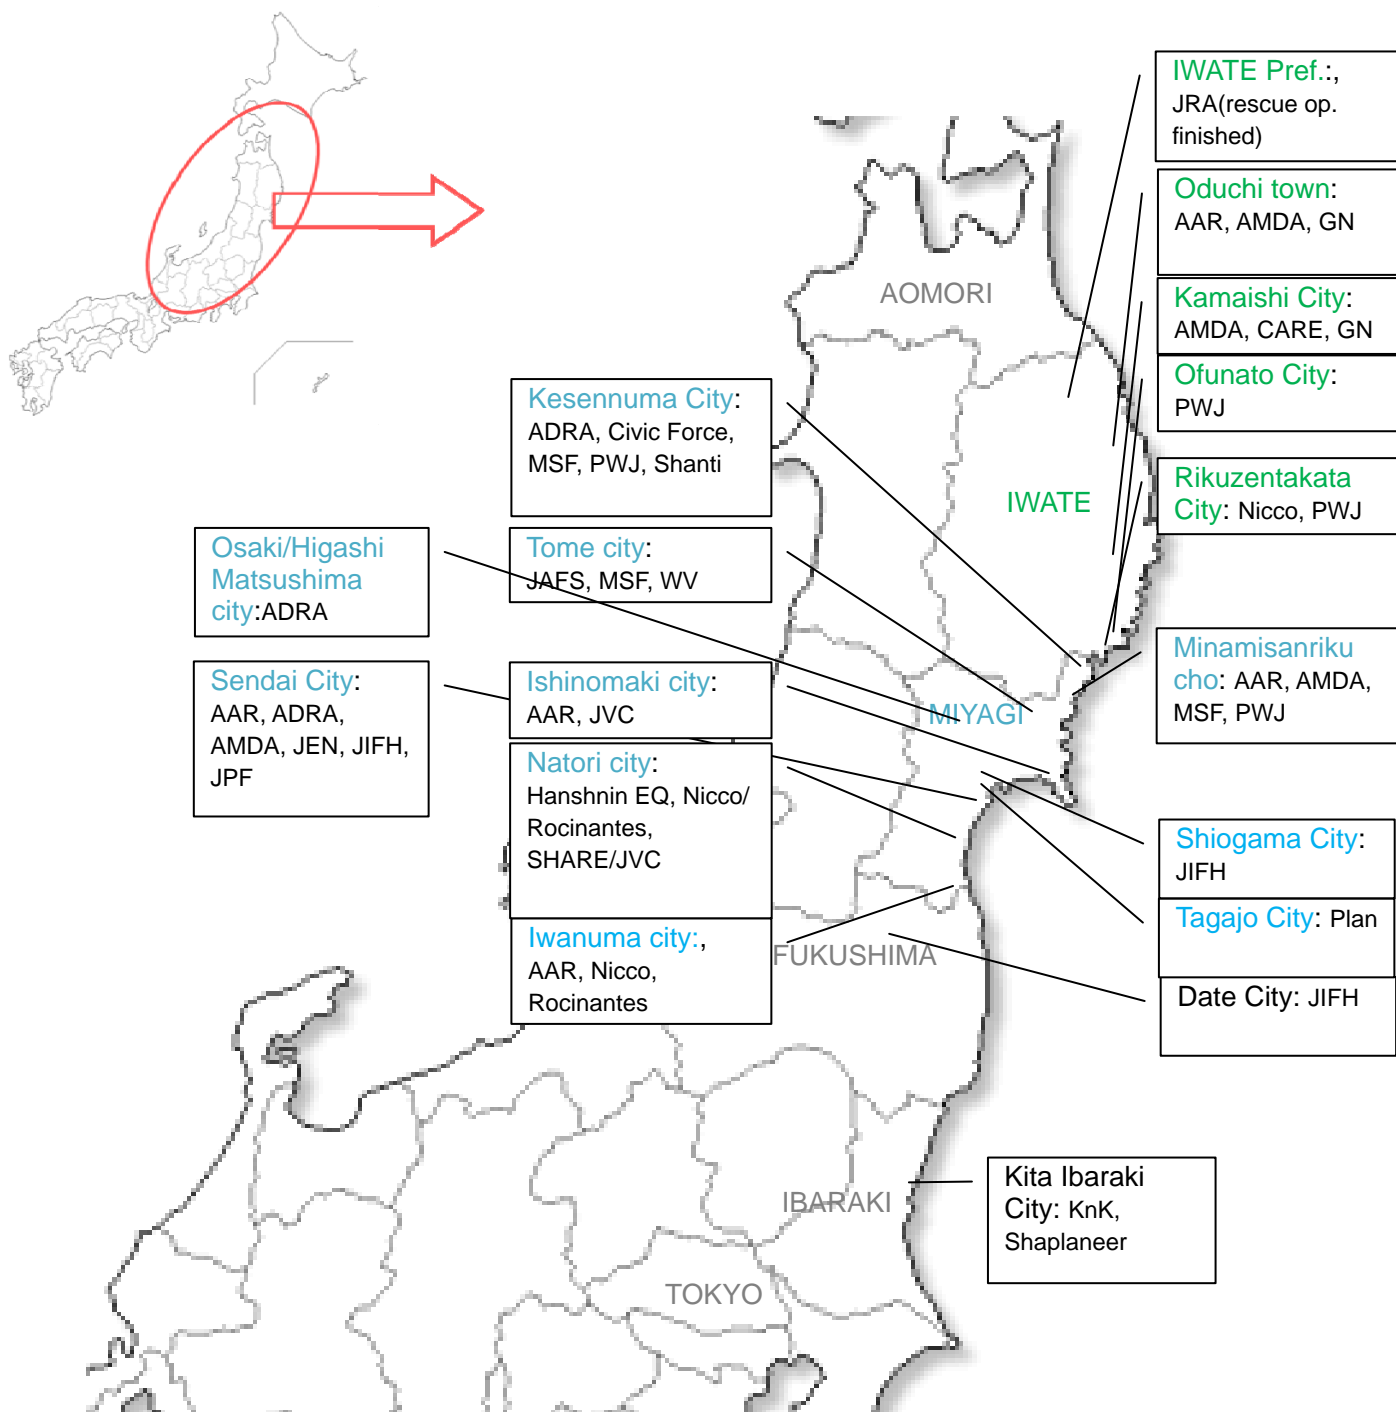 IWATE Pref.:,
JRA(rescue op.
finished)
Oduchi town:
AAR, AMDA, GN
AOMORI
Kamaishi City:
AMDA, CARE, GN
Ofunato City:
PWJ
Kesennuma City:
ADRA, Civic Force,
MSF, PWJ, Shanti
Rikuzentakata
City: Nicco, PWJ
IWATE
Osaki/Higashi
Matsushima
city:ADRA
Tome city:
JAFS, MSF, WV
Minamisanriku
cho: AAR, AMDA,
MSF, PWJ
Sendai City:
AAR, ADRA,
AMDA, JEN, JIFH,
JPF
Ishinomaki city:
AAR, JVC
MIYAGI
Natori city:
Hanshnin EQ, Nicco/
Rocinantes,
SHARE/JVC
Shiogama City:
JIFH
Tagajo City: Plan
Iwanuma city:,
AAR, Nicco,
Rocinantes
FUKUSHIMA
Date City: JIFH
Kita Ibaraki
City: KnK,
Shaplaneer
IBARAKI
TOKYO